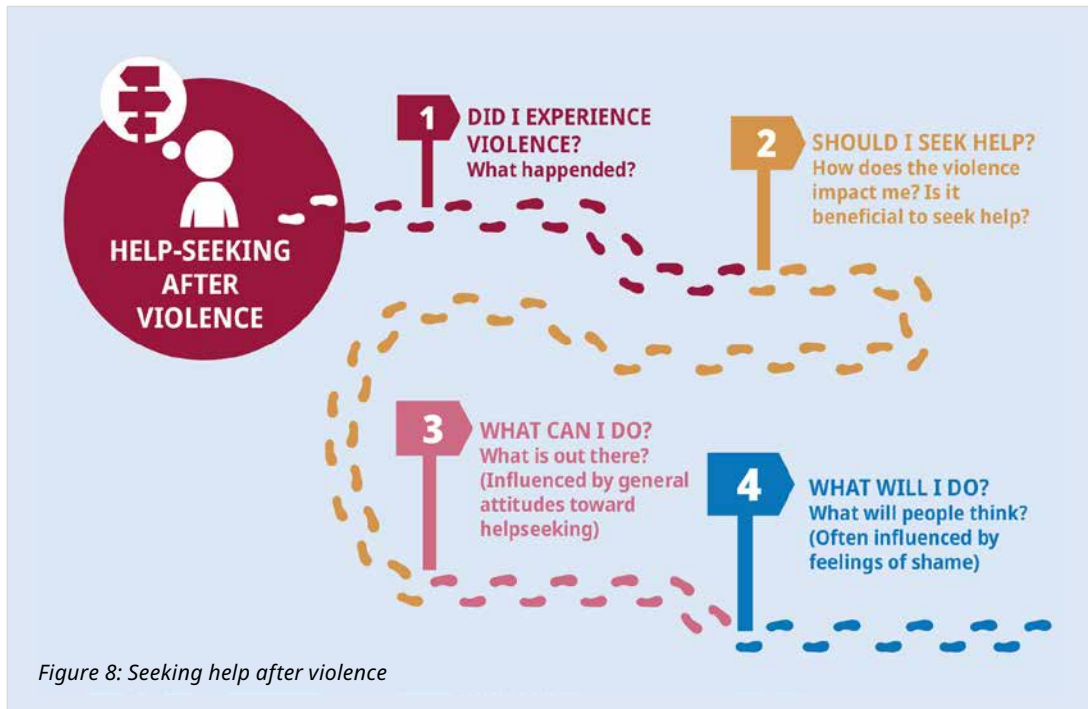 HELP-SEEKING
AFTER
VIOLENCE
1
DID I EXPERIENCE
VIOLENCE?
What happended?
2
SHOULD I SEEK HELP?
How does the violence
impact me? Is it
beneficial to seek help?
3
WHAT CAN I DO?
What is out there?
(Influenced by general
attitudes toward
helpseeking)
4
WHAT WILL I DO?
What will people think?
(Often influenced by
feelings of shame)
Figure 8: Seeking help after violence